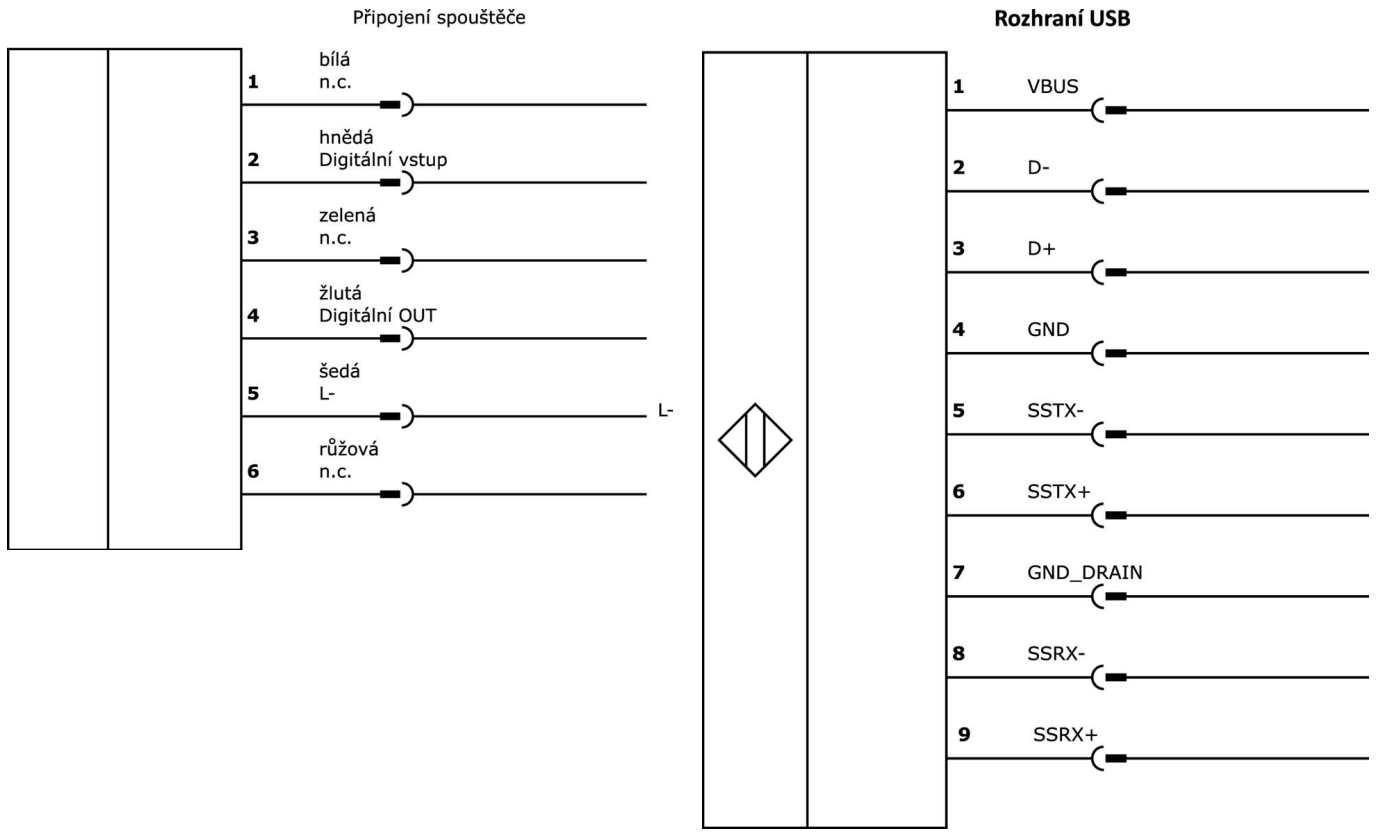 Připojení spouštěče
bílá
1 n.c.
hnědá
2 Digitální vstup
zelená
3 n.c.
žlutá
4 Digitální OUT
šedá
5 L-
L-
růžová
6 n.c.
Rozhraní USB
1 VBUS
2 D-
3 D+
4 GND
5 SSTX-
6 SSTX+
7 GND_DRAIN
8 SSRX-
9 SSRX+